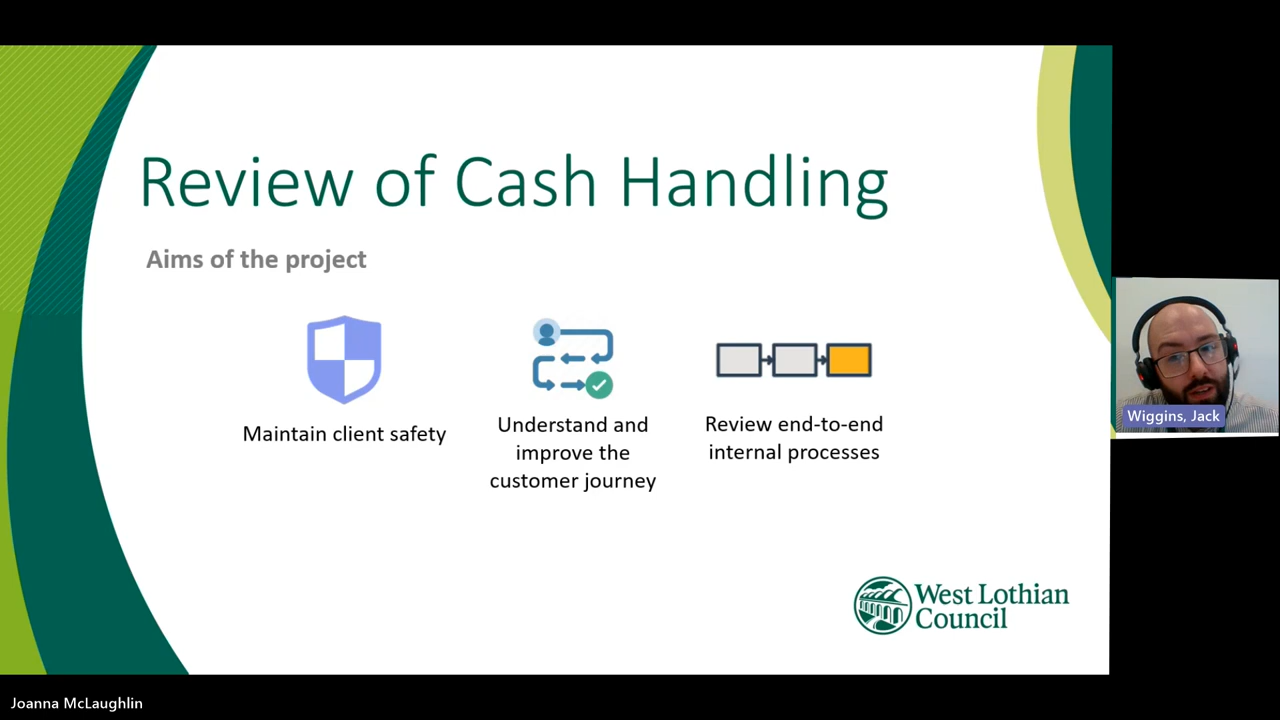 Review of Cash Handling
Aims of the project
Maintain client safety
Understand and
improve the
customer journey
Review end-to-end
internal processes
West Lothian
Council
Wiggins, Jack
Joanna McLaughlin